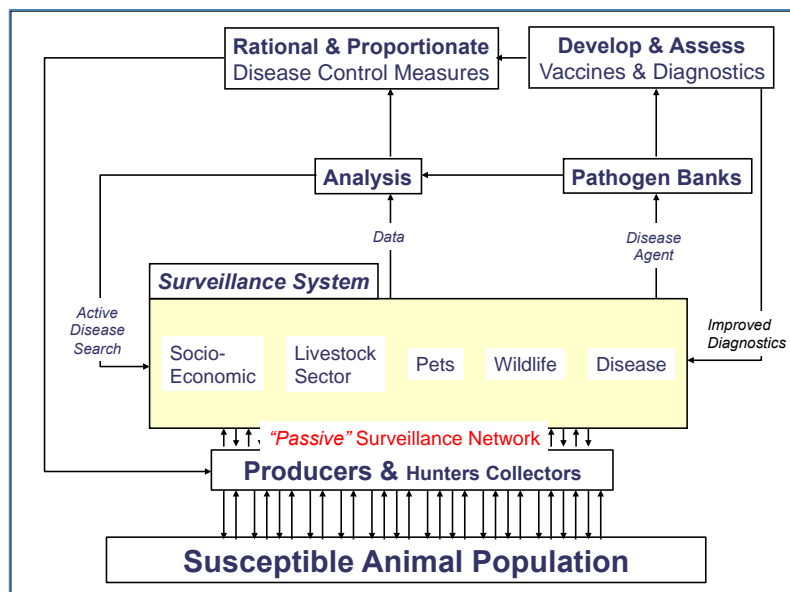 Rational & Proportionate
Disease Control Measures
Develop & Assess
Vaccines & Diagnostics
Analysis
Pathogen Banks
Data
Disease
Agent
Surveillance System
Active
Disease
Search
Improved
Diagnostics
Socio-
Economic
Livestock
Sector
Pets
Wildlife
Disease
“Passive” Surveillance Network
Producers & Hunters Collectors
Susceptible Animal Population